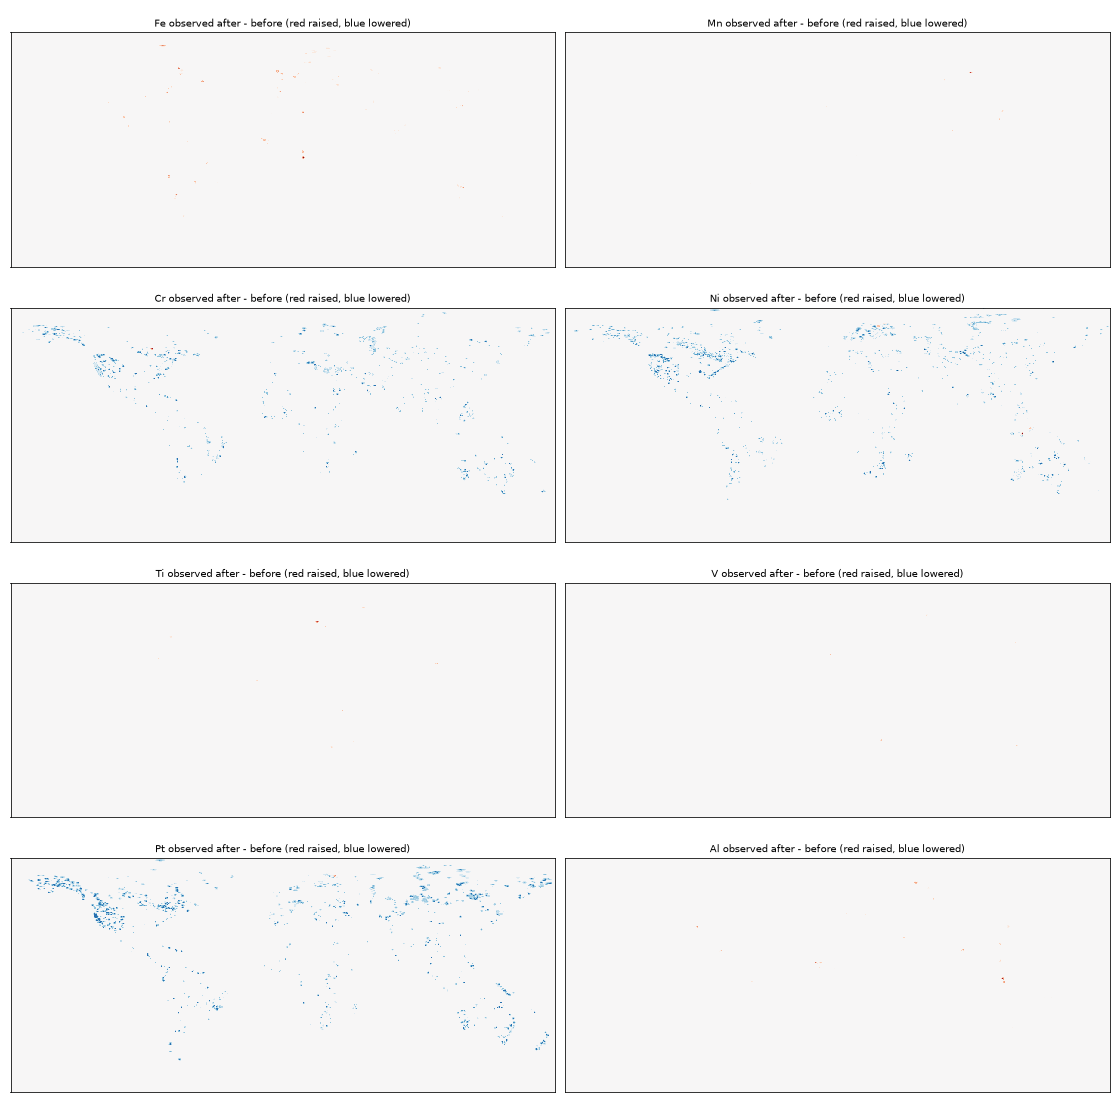 Fe observed after - before (red raised, blue lowered)
Mn observed after - before (red raised, blue lowered)
Cr observed after - before (red raised, blue lowered)
Ni observed after - before (red raised, blue lowered)
Ti observed after - before (red raised, blue lowered)
V observed after - before (red raised, blue lowered)
Pt observed after - before (red raised, blue lowered)
Al observed after - before (red raised, blue lowered)